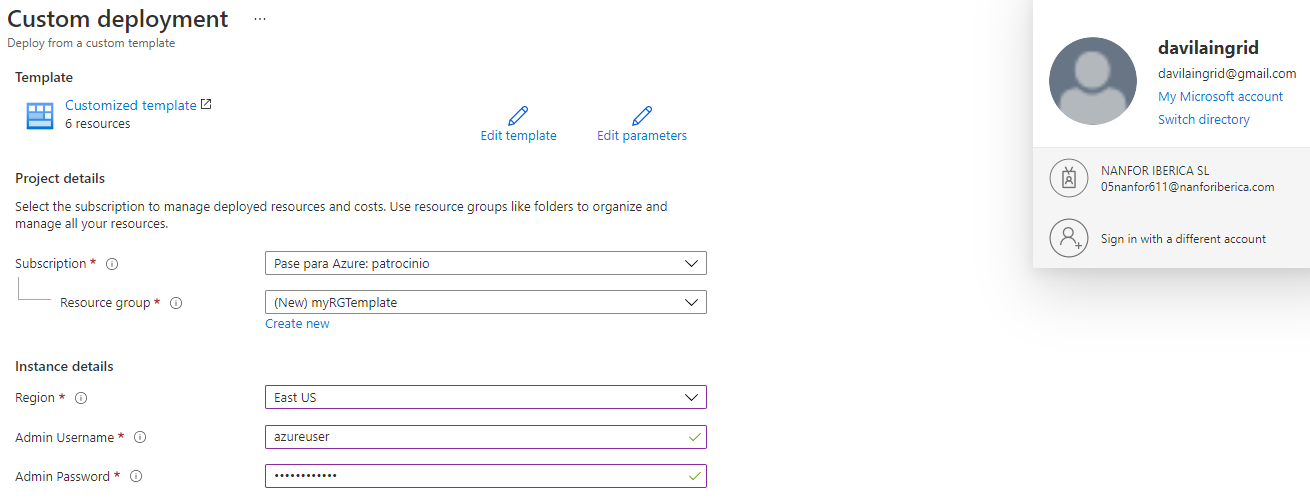 Custom deployment ...
Deploy from a custom template
Template
Customized template
6 resources
Edit template
Edit parameters
Project details
Select the subscription to manage deployed resources and costs. Use resource groups like folders to organize and
manage all your resources.
Subscription *
Pase para Azure: patrocinio
Resource group *
(New) myRGTemplate
Create new
Instance details
Region *
East US
Admin Username *
azureuser
Admin Password *
••••••••••••
davilaingrid
davilaingrid@gmail.com
My Microsoft account
Switch directory
NANFOR IBERICA SL
05nanfor611@nanforiberica.com
Sign in with a different account